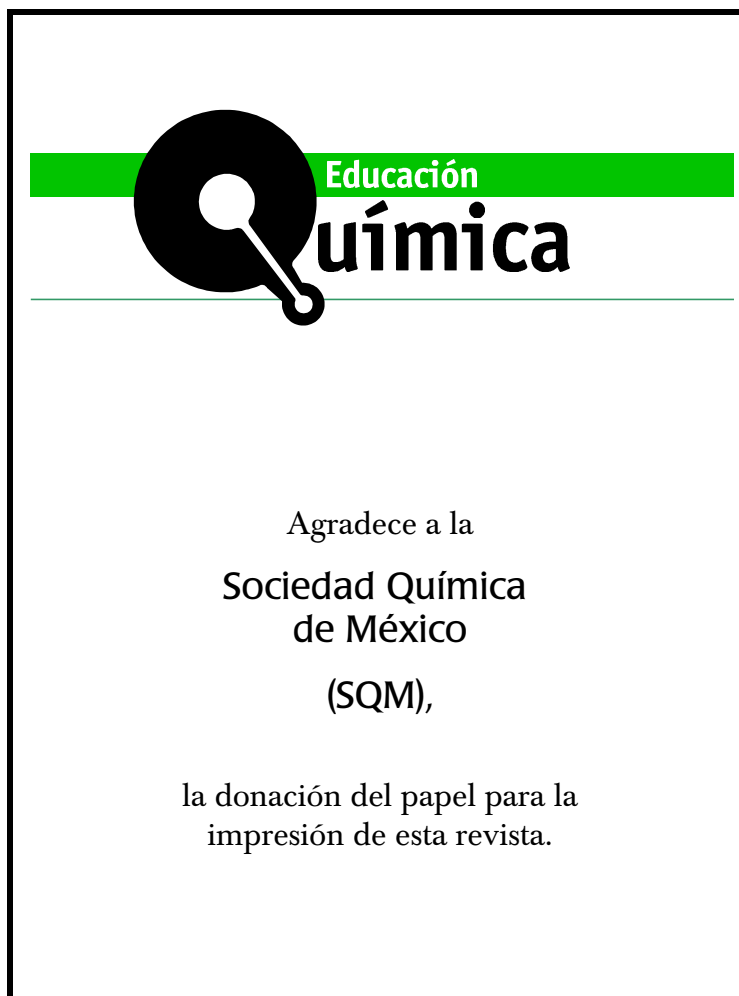 Educación
Química
Agradece a la
Sociedad Química
de México
(SQM),
la donación del papel para la
impresión de esta revista.